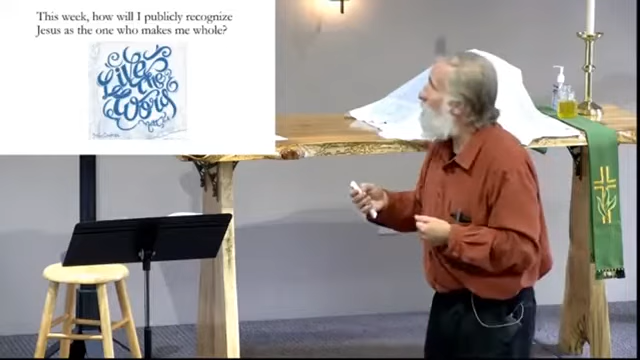 This week, how will I publicly recognize
Jesus as the one who makes me whole?
Live
the
Word